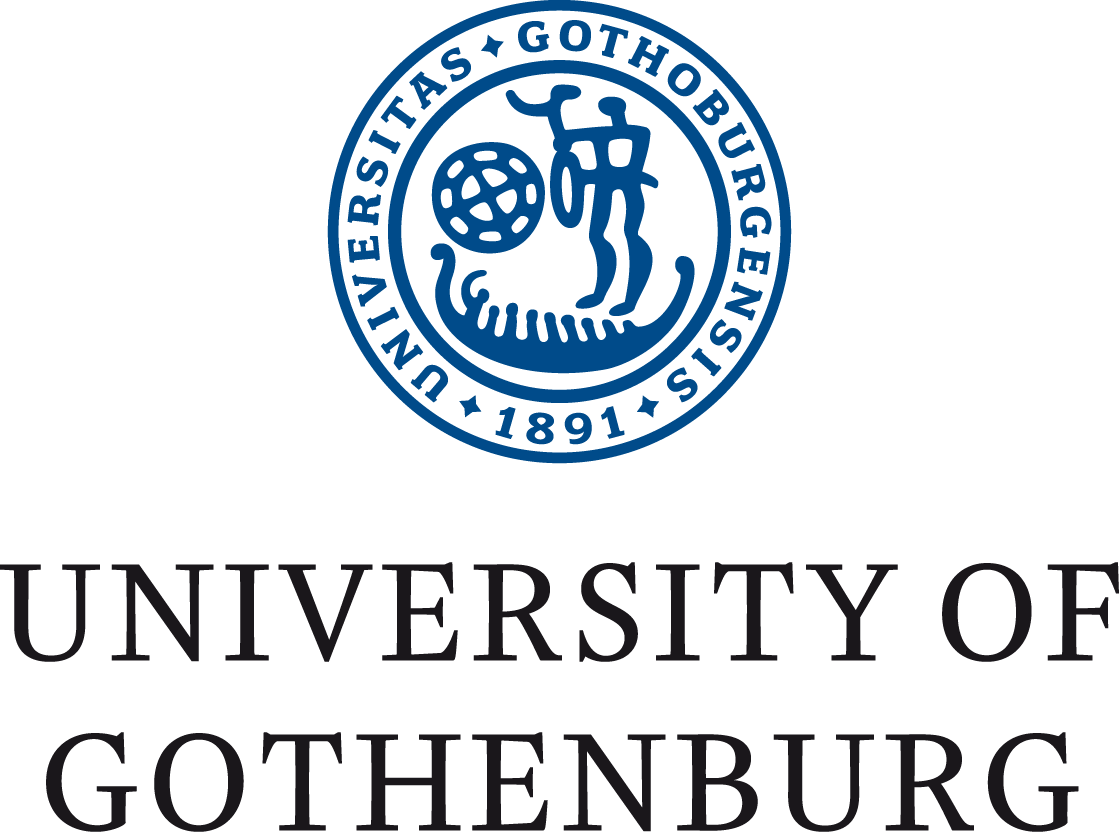 UNIVERSITAS ✦ GOTHOBURGENSIS ✦ 1891 ✦
UNIVERSITY OF
GOTHENBURG